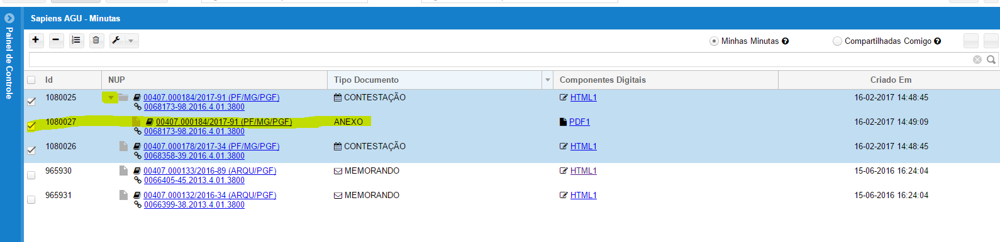 Sapiens AGU - Minutas
Painel de Controle
Minhas Minutas
Compartilhadas Comigo
Id NUP Tipo Documento Componentes Digitais Criado Em
1080025 00407.000184/2017-91 (PF/MG/PGF) CONTESTAÇÃO HTML1 16-02-2017 14:48:45
0068173-98.2016.4.01.3800
1080027 00407.000184/2017-91 (PF/MG/PGF) ANEXO PDF1 16-02-2017 14:49:09
0068173-98.2016.4.01.3800
1080026 00407.000178/2017-34 (PF/MG/PGF) CONTESTAÇÃO HTML1 16-02-2017 14:48:45
0068358-39.2016.4.01.3800
965930 00407.000133/2016-89 (ARQU/PGF) MEMORANDO HTML1 15-06-2016 16:24:04
0066405-45.2013.4.01.3800
965931 00407.000132/2016-34 (ARQU/PGF) MEMORANDO HTML1 15-06-2016 16:24:04
0066399-38.2013.4.01.3800